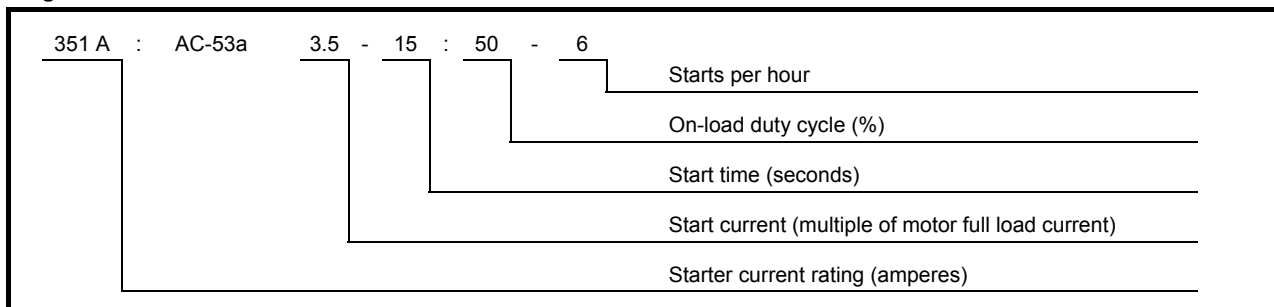 351 A : AC-53a 3.5 - 15 : 50 - 6
Starts per hour
On-load duty cycle (%)
Start time (seconds)
Start current (multiple of motor full load current)
Starter current rating (amperes)